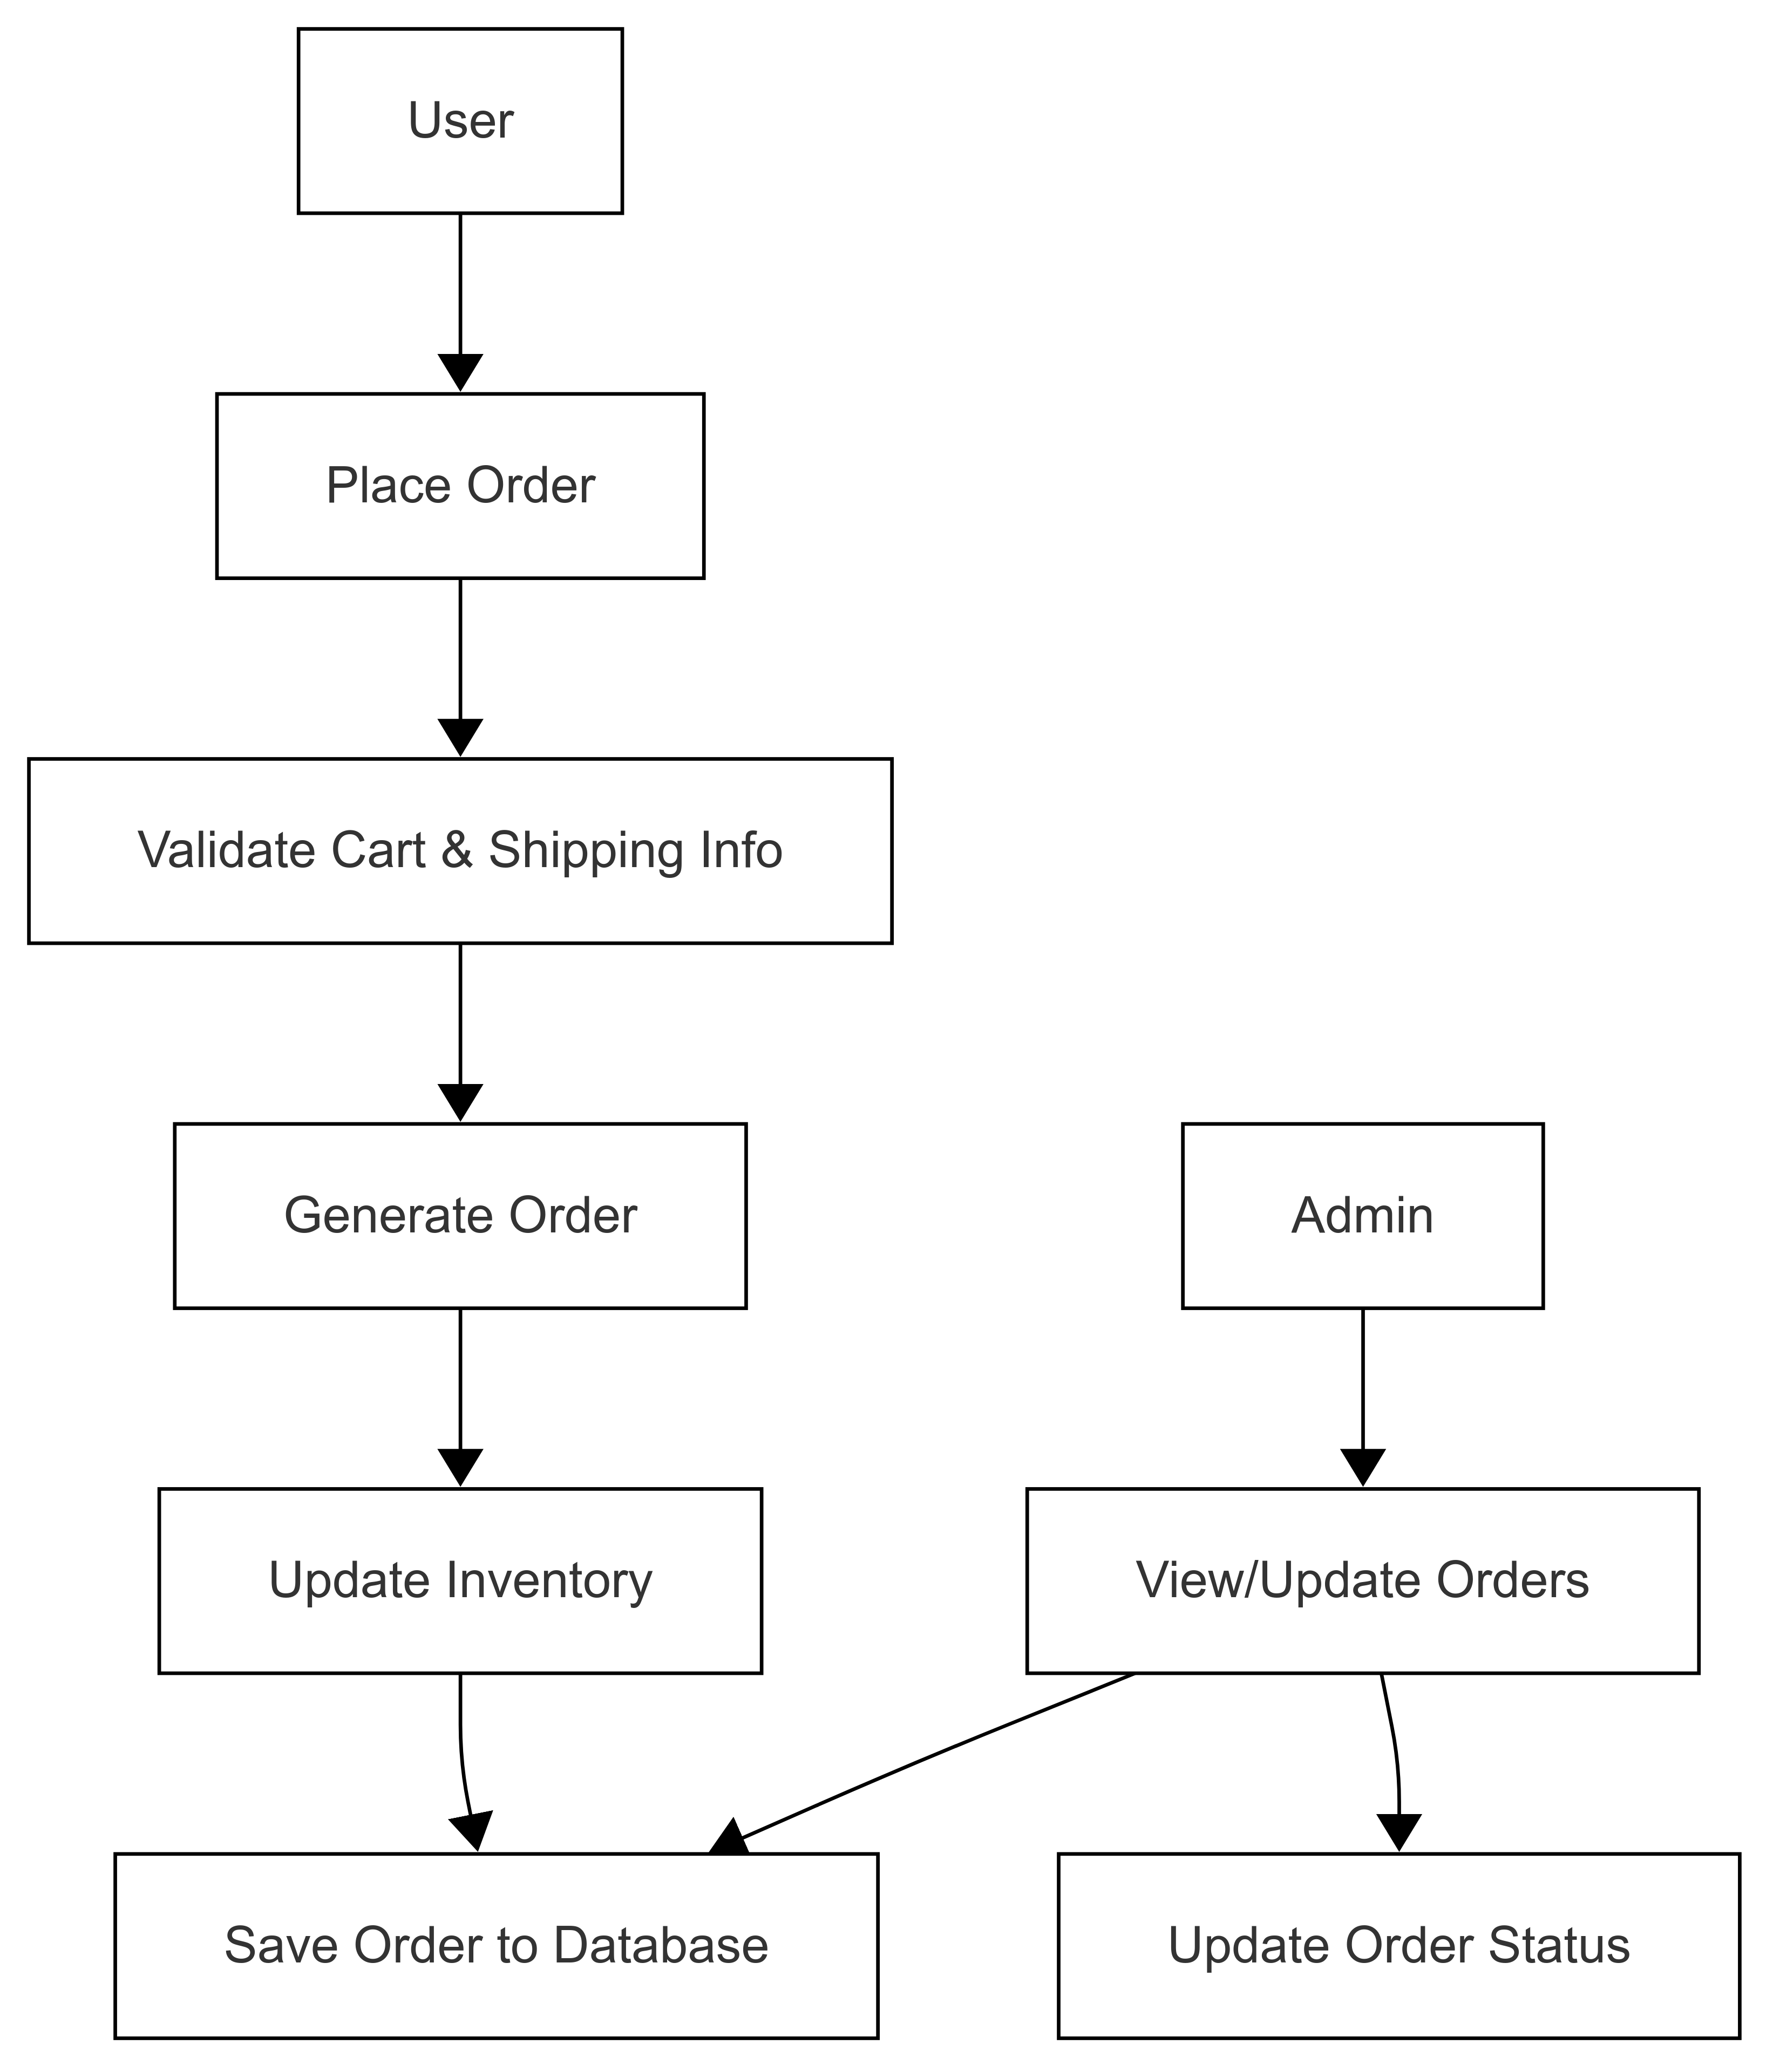 User
Place Order
Validate Cart & Shipping Info
Generate Order
Admin
Update Inventory
View/Update Orders
Save Order to Database
Update Order Status